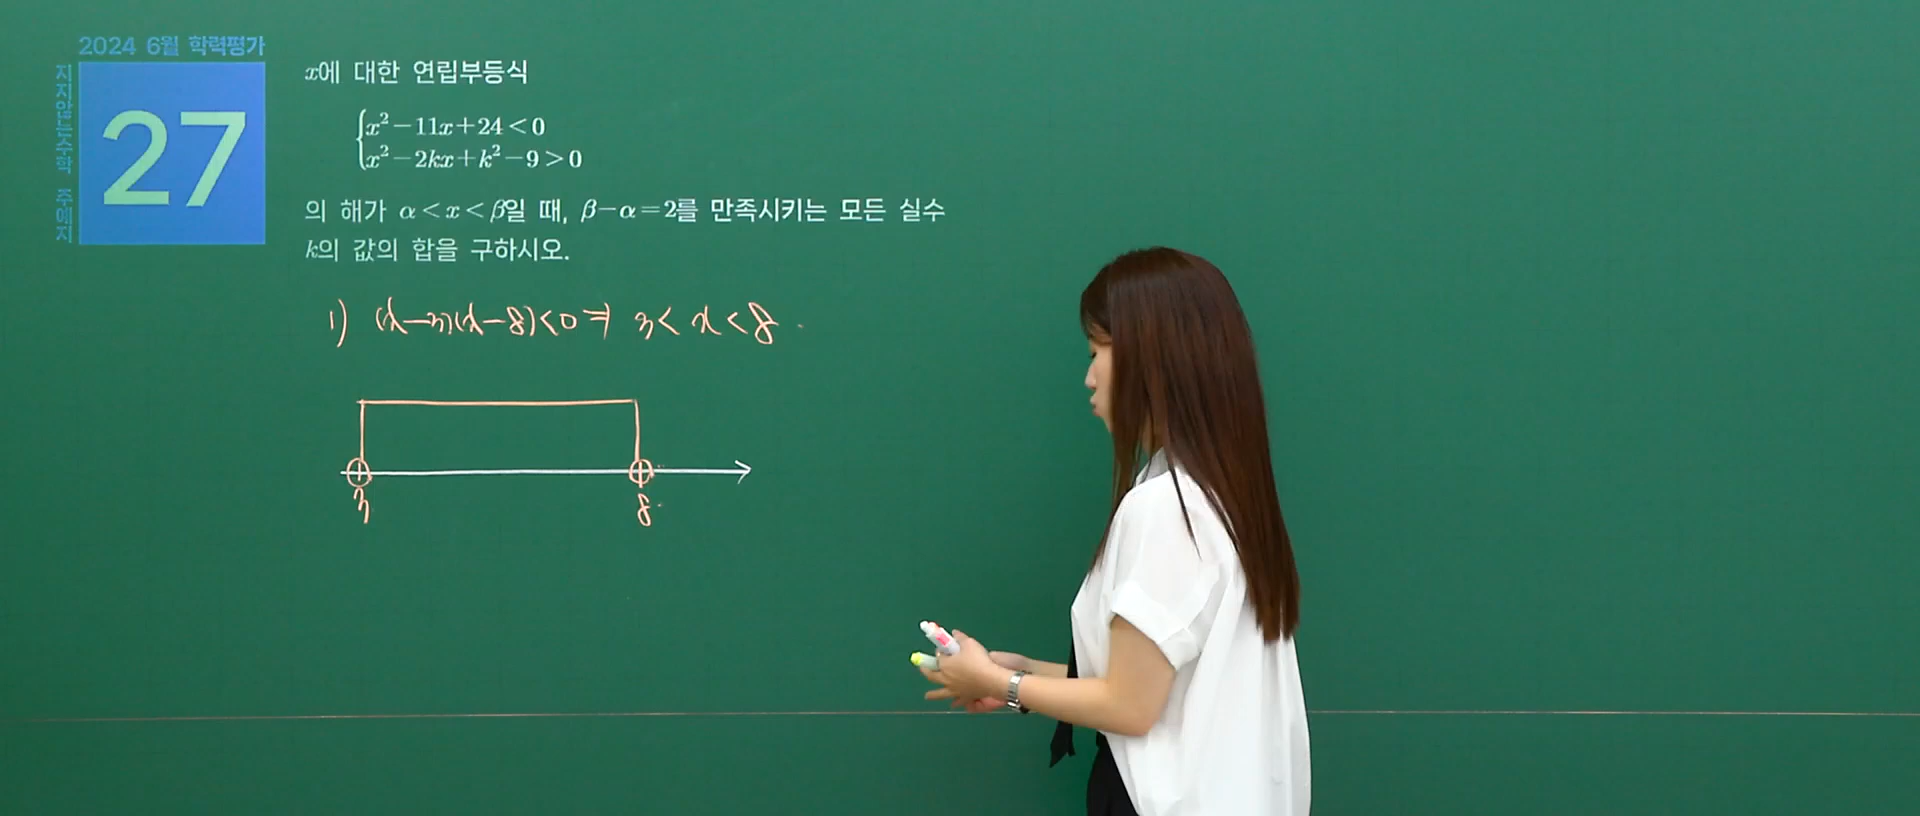 2024 6월 학력평가
지지않는수학 주예지
27
x에 대한 연립부등식
x²-11x+24<0
x²-2kx+k²-9>0
의 해가 α<x<β일 때, β-α=2를 만족시키는 모든 실수
k의 값의 합을 구하시오.
1) (x-3)(x-8)<0 ⇒ 3<x<8
3 8